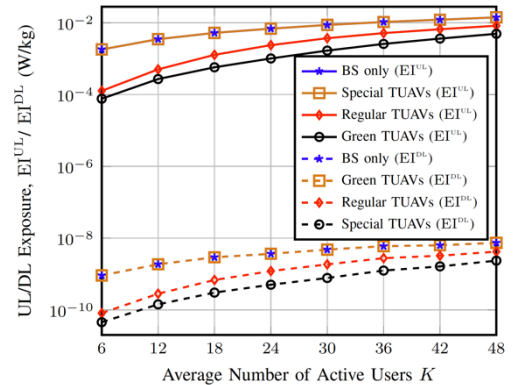 UL/DL Exposure, EI^UL/ EI^DL (W/kg)
10^−2
10^−4
10^−6
10^−8
10^−10
BS only (EI^UL)
Special TUAVs (EI^UL)
Regular TUAVs (EI^UL)
Green TUAVs (EI^UL)
BS only (EI^DL)
Green TUAVs (EI^DL)
Regular TUAVs (EI^DL)
Special TUAVs (EI^DL)
6 12 18 24 30 36 42 48
Average Number of Active Users K